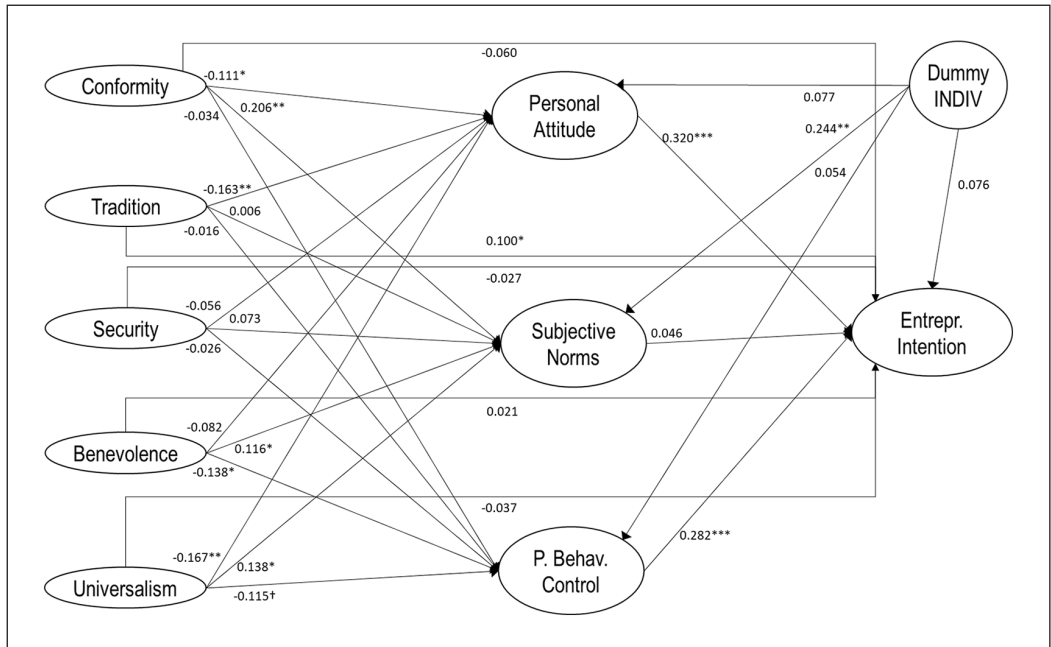 -0.060
Conformity
-0.111*
0.206**
-0.034
Personal
Attitude
0.077
Dummy
INDIV
0.320***
0.244**
0.054
0.076
Tradition
-0.163**
0.006
-0.016
0.100*
-0.027
Security
-0.056
0.073
-0.026
Subjective
Norms
0.046
Entrepr.
Intention
0.021
Benevolence
-0.082
0.116*
-0.138*
-0.037
Universalism
-0.167**
0.138*
-0.115†
P. Behav.
Control
0.282***